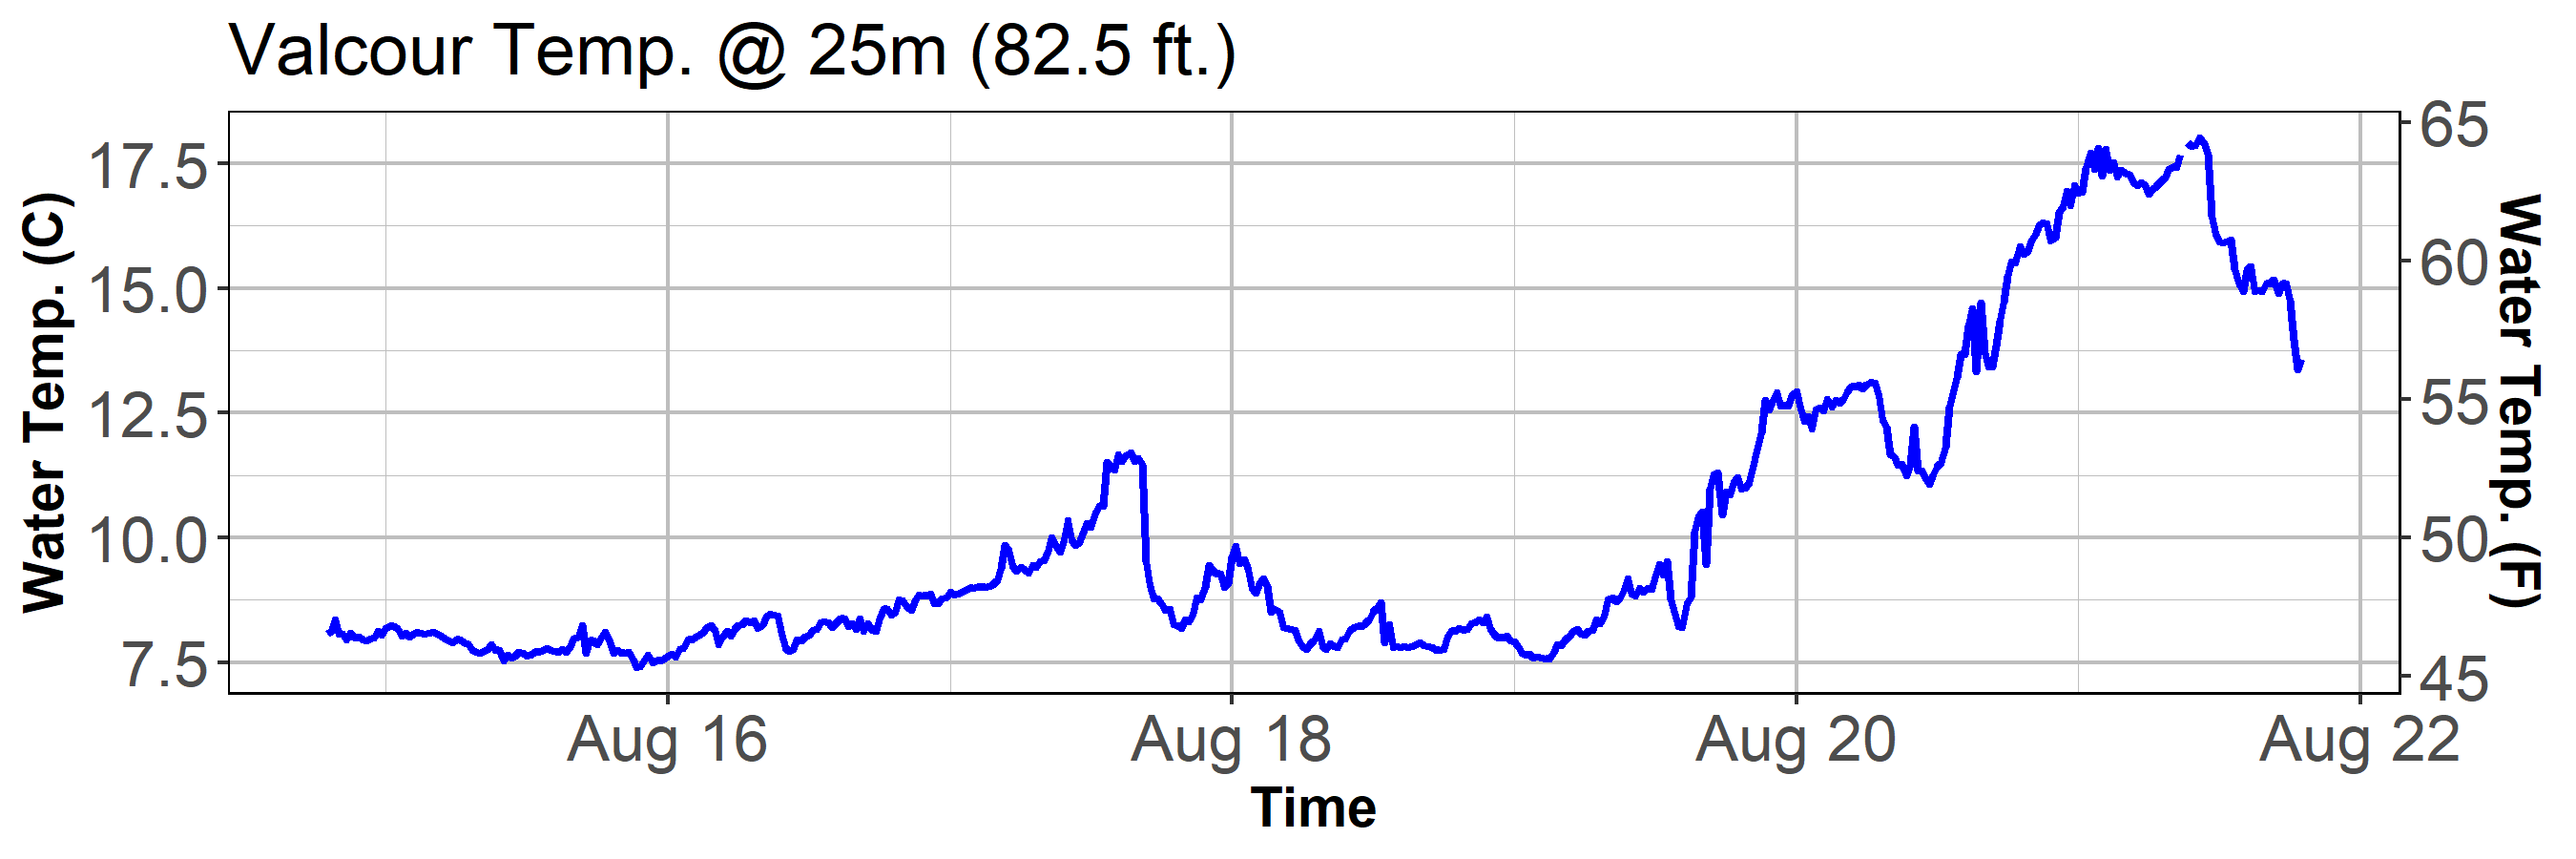 Valcour Temp. @ 25m (82.5 ft.)
Water Temp. (C)
17.5
15.0
12.5
10.0
7.5
65
60
55
50
45
Water Temp. (F)
Aug 16 Aug 18 Aug 20 Aug 22
Time